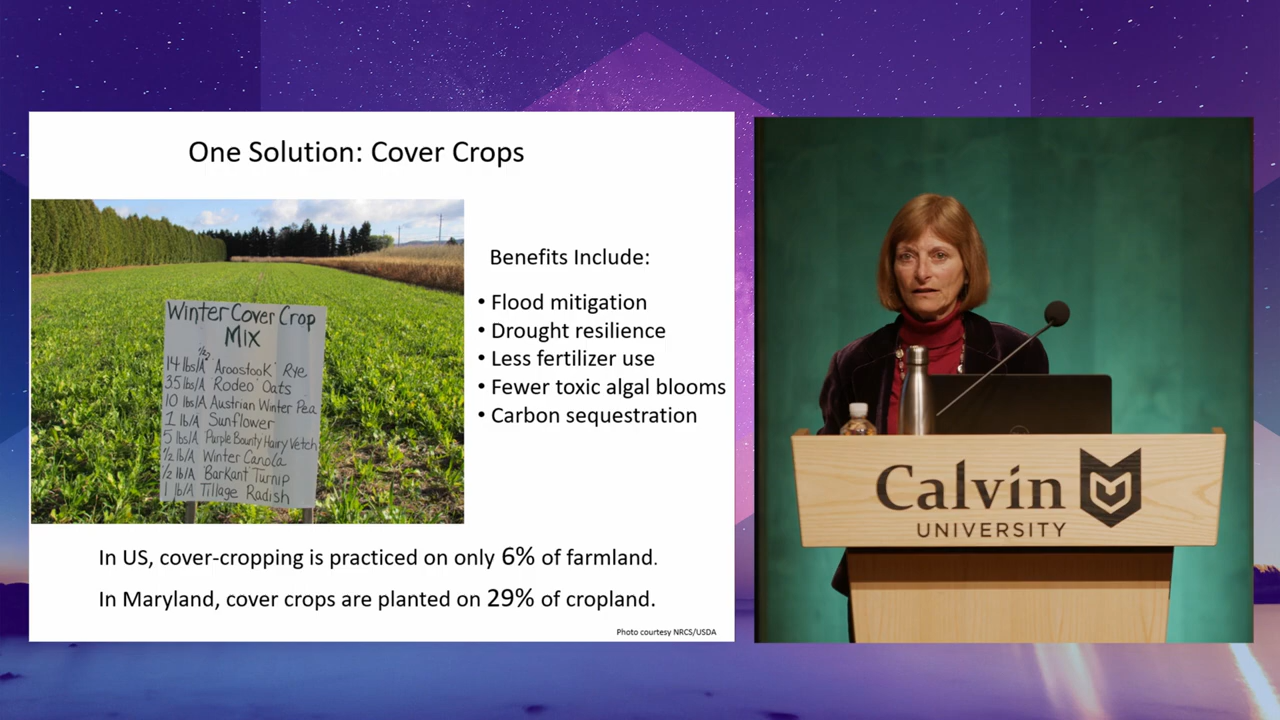 One Solution: Cover Crops
Winter Cover Crop
Mix
14 lbs/A 'Aroostook' Rye
35 lbs/A 'Rodeo' Oats
10 lbs/A Austrian Winter Pea
1 lb/A Sunflower
5 lbs/A Purple Bounty Hairy Vetch
1/2 lb/A Winter Canola
1/2 lb/A 'Barkant' Turnip
1 lb/A Tillage Radish
Benefits Include:
• Flood mitigation
• Drought resilience
• Less fertilizer use
• Fewer toxic algal blooms
• Carbon sequestration
In US, cover-cropping is practiced on only 6% of farmland.
In Maryland, cover crops are planted on 29% of cropland.
Photo courtesy NRCS/USDA
Calvin
UNIVERSITY